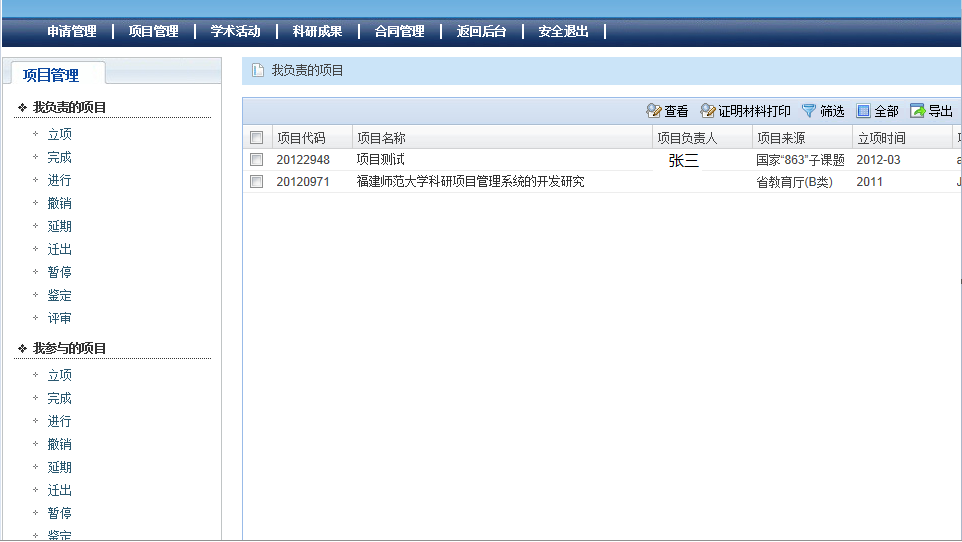 申请管理 项目管理 学术活动 科研成果 合同管理 返回后台 安全退出
项目管理
我负责的项目
立项
完成
进行
撤销
延期
迁出
暂停
鉴定
评审
我参与的项目
立项
完成
进行
撤销
延期
迁出
暂停
鉴定
我负责的项目
查看 证明材料打印 筛选 全部 导出
项目代码 项目名称 项目负责人 项目来源 立项时间
20122948 项目测试 张三 国家“863”子课题 2012-03
20120971 福建师范大学科研项目管理系统的开发研究 省教育厅(B类) 2011